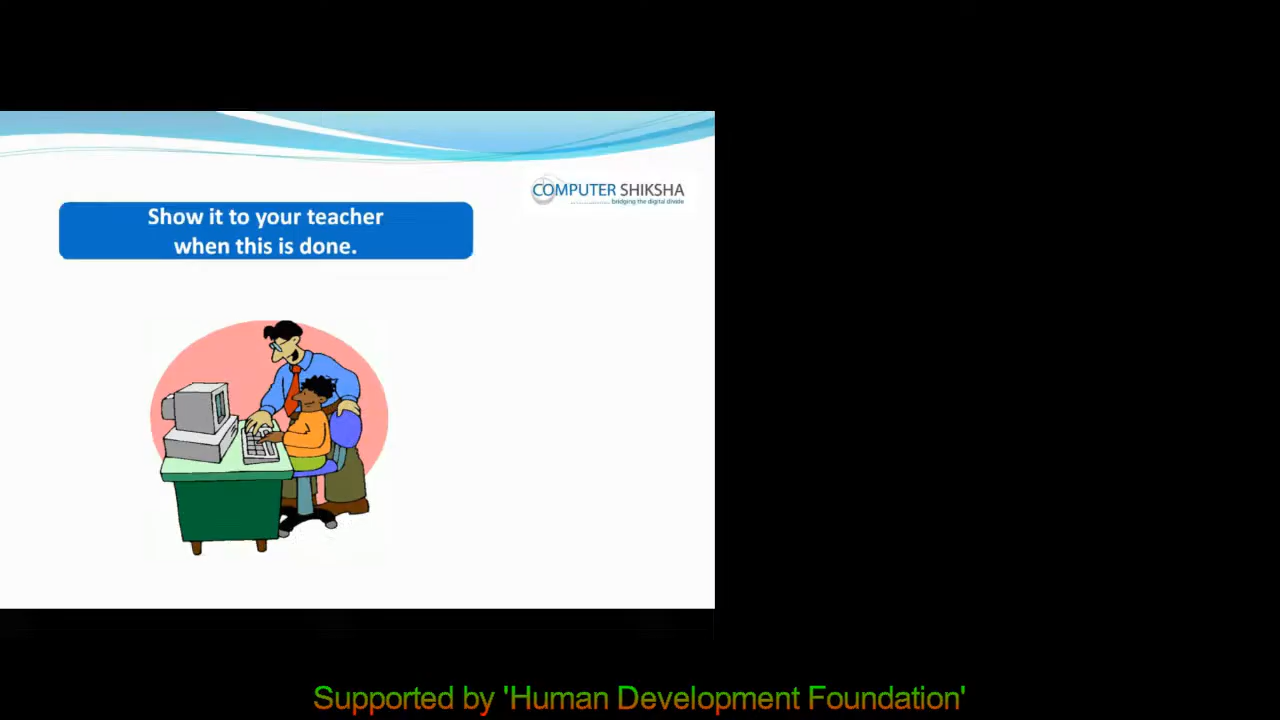 COMPUTER SHIKSHA
bridging the digital divide
Show it to your teacher
when this is done.
Supported by 'Human Development Foundation'